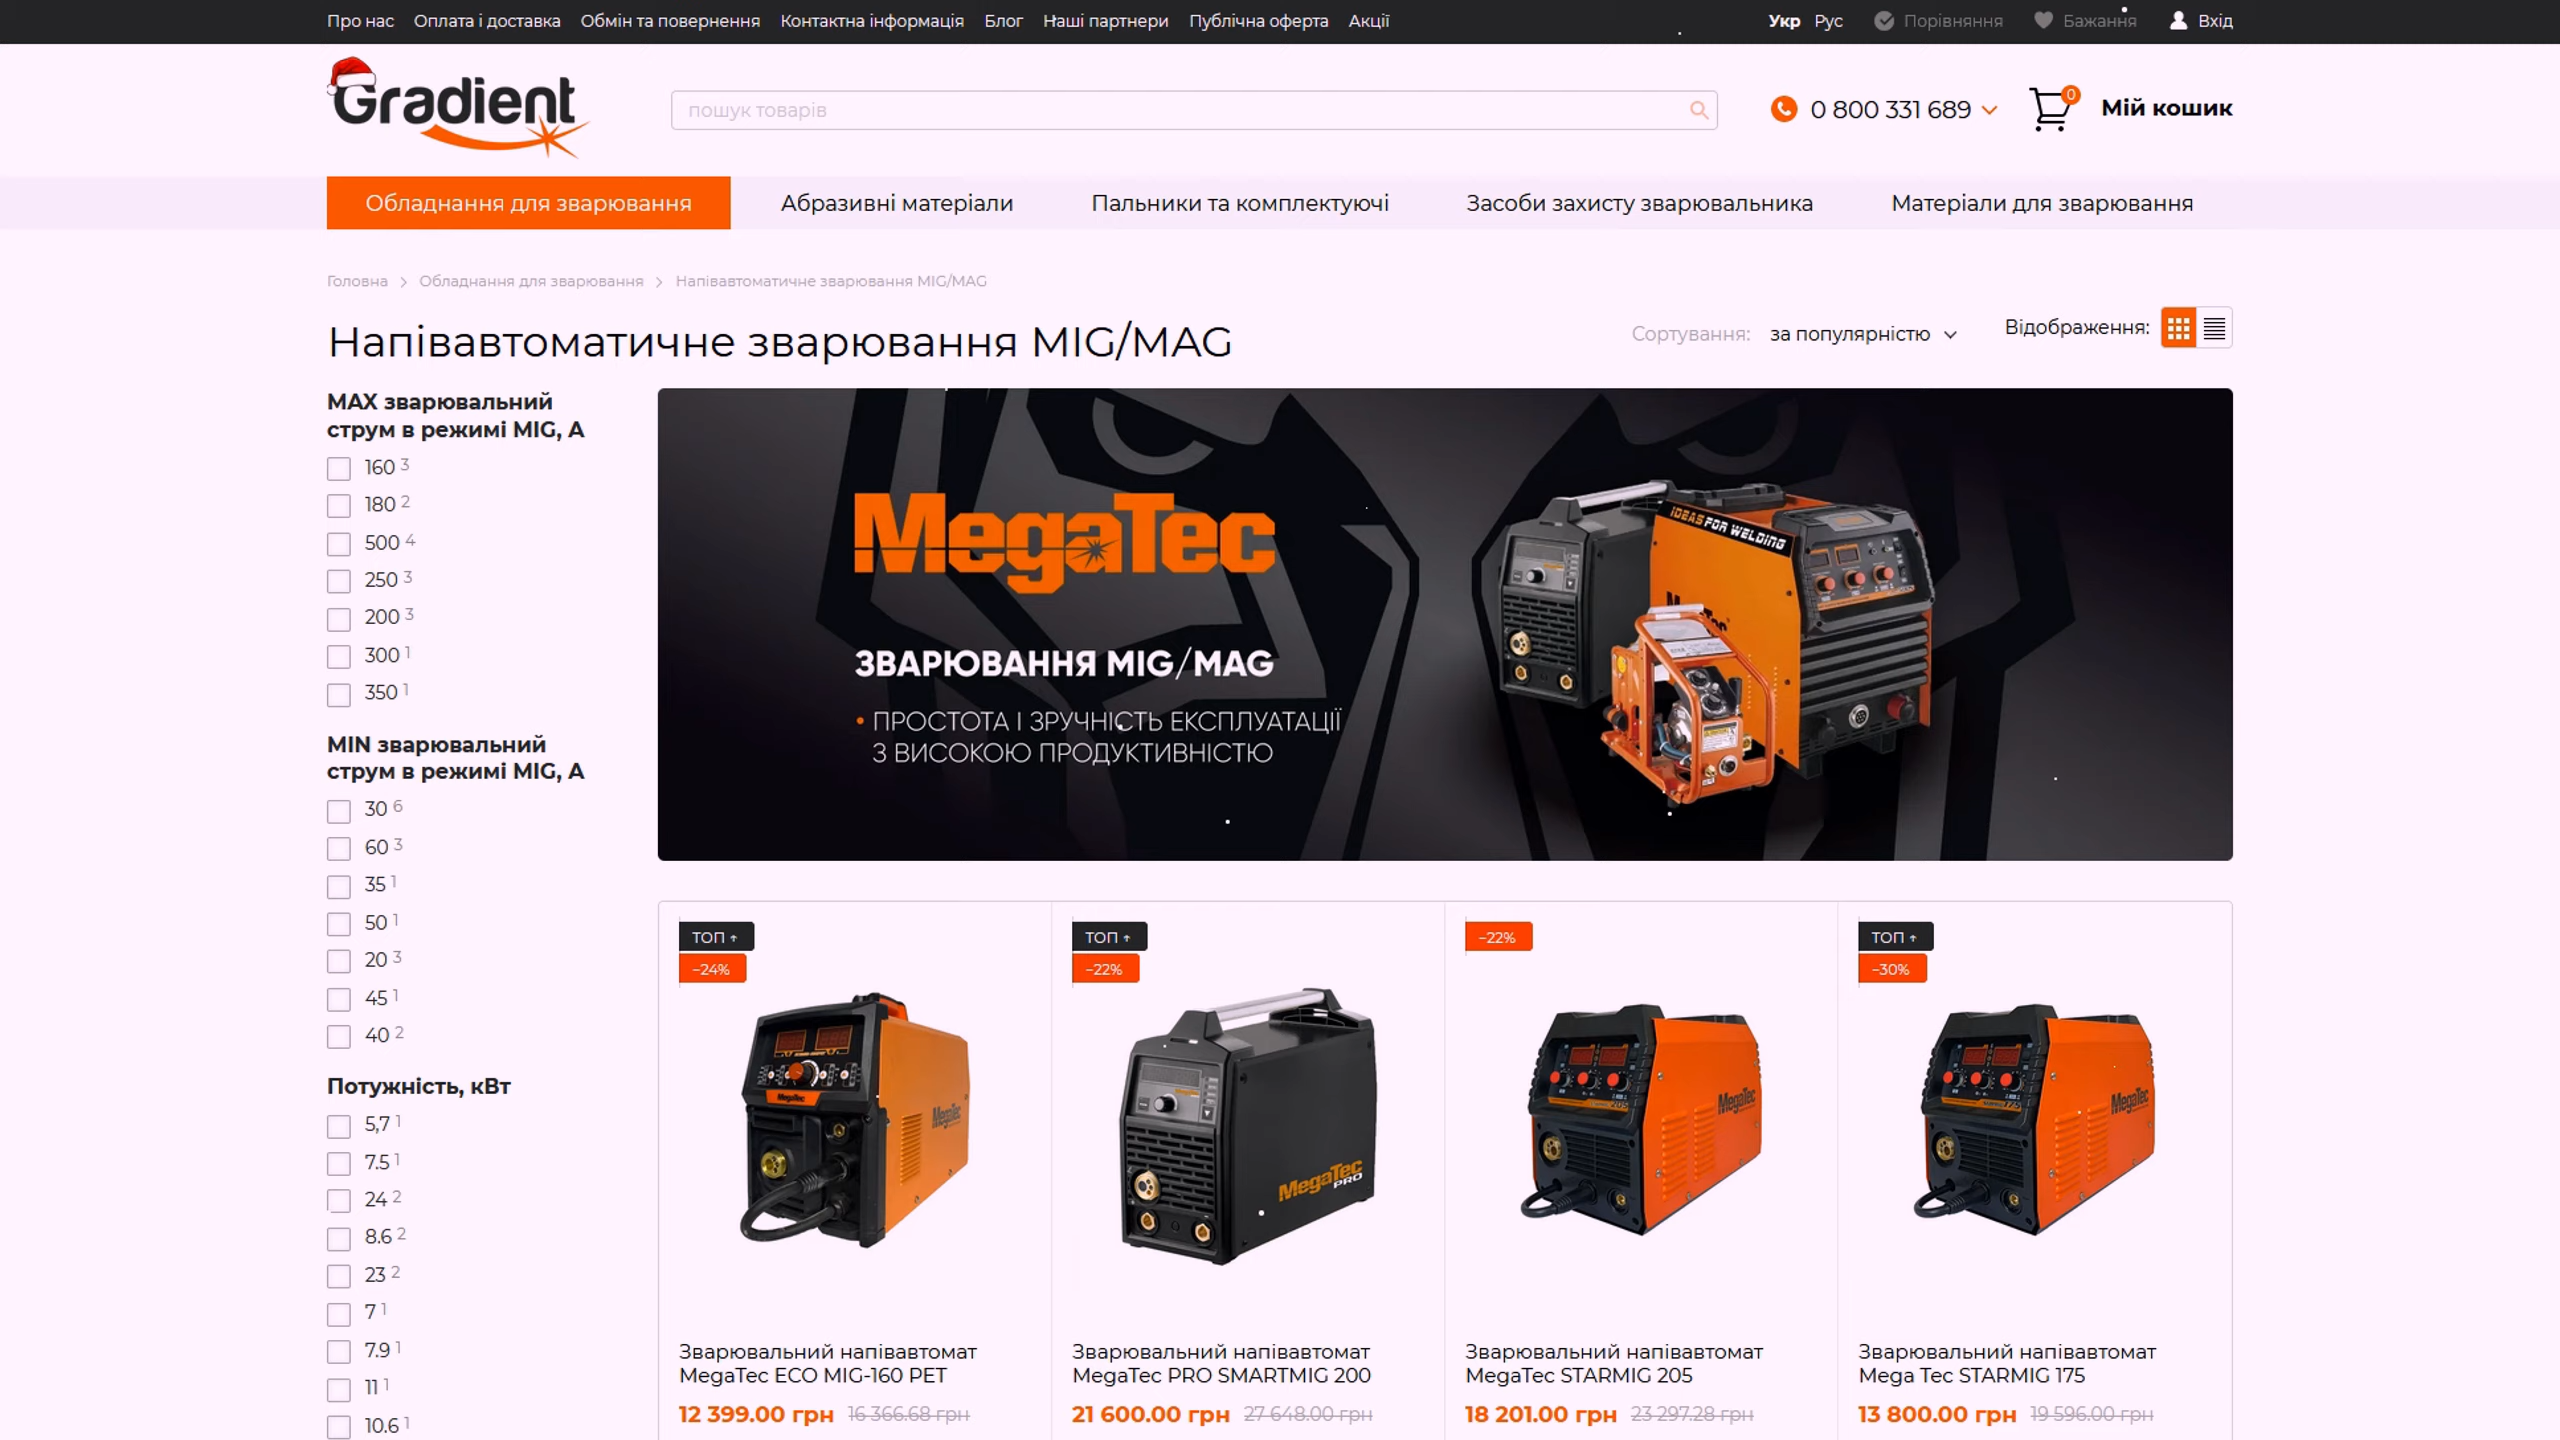 Про нас Оплата і доставка Обмін та повернення Контактна інформація Блог Наші партнери Публічна оферта Акції Укр Рус Порівняння Бажання Вхід
Gradient
пошук товарів
0 800 331 689
0
Мій кошик
Обладнання для зварювання Абразивні матеріали Пальники та комплектуючі Засоби захисту зварювальника Матеріали для зварювання
Головна Обладнання для зварювання Напівавтоматичне зварювання MIG/MAG
Напівавтоматичне зварювання MIG/MAG
Сортування: за популярністю Відображення:
MAX зварювальний
струм в режимі MIG, А
160 3
180 2
500 4
250 3
200 3
300 1
350 1
MIN зварювальний
струм в режимі MIG, А
30 6
60 3
35 1
50 1
20 3
45 1
40 2
Потужність, кВт
5,7 1
7.5 1
24 2
8.6 2
23 2
7 1
7.9 1
11 1
10.6 1
MegaTec
ЗВАРЮВАННЯ MIG/MAG
• ПРОСТОТА І ЗРУЧНІСТЬ ЕКСПЛУАТАЦІЇ
З ВИСОКОЮ ПРОДУКТИВНІСТЮ
IDEAS FOR WELDING
ТОП ↑
−24%
MegaTec
MegaTec
Зварювальний напівавтомат
MegaTec ECO MIG-160 PET
12 399.00 грн 16 366.68 грн
ТОП ↑
−22%
MegaTec
PRO
Зварювальний напівавтомат
MegaTec PRO SMARTMIG 200
21 600.00 грн 27 648.00 грн
−22%
205
MegaTec
Зварювальний напівавтомат
MegaTec STARMIG 205
18 201.00 грн 23 297.28 грн
ТОП ↑
−30%
175
MegaTec
Зварювальний напівавтомат
Mega Tec STARMIG 175
13 800.00 грн 19 596.00 грн